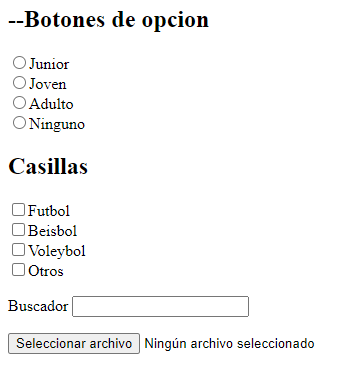 --Botones de opcion
Junior
Joven
Adulto
Ninguno
Casillas
Futbol
Beisbol
Voleybol
Otros
Buscador
Seleccionar archivo Ningún archivo seleccionado